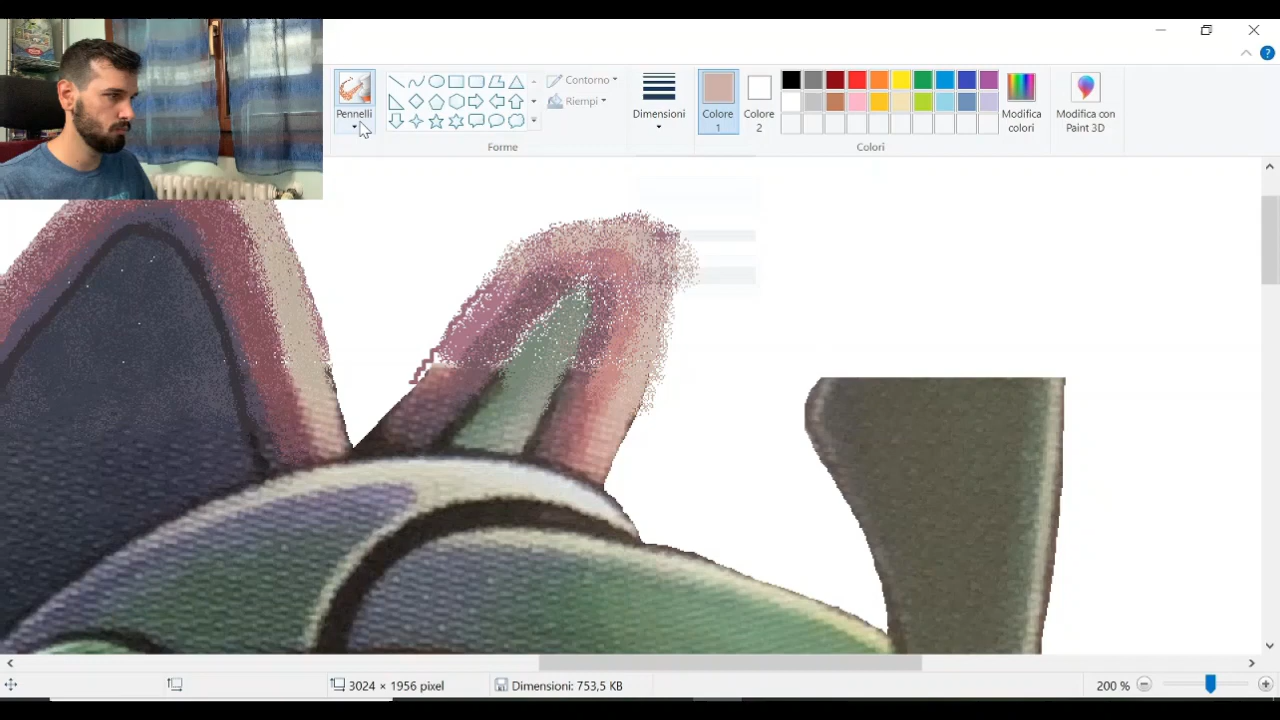 Pennelli
Contorno
Riempi
Forme
Dimensioni
Colore
1
Colore
2
Colori
Modifica
colori
Modifica con
Paint 3D
3024 × 1956 pixel
Dimensioni: 753,5 KB
200 %